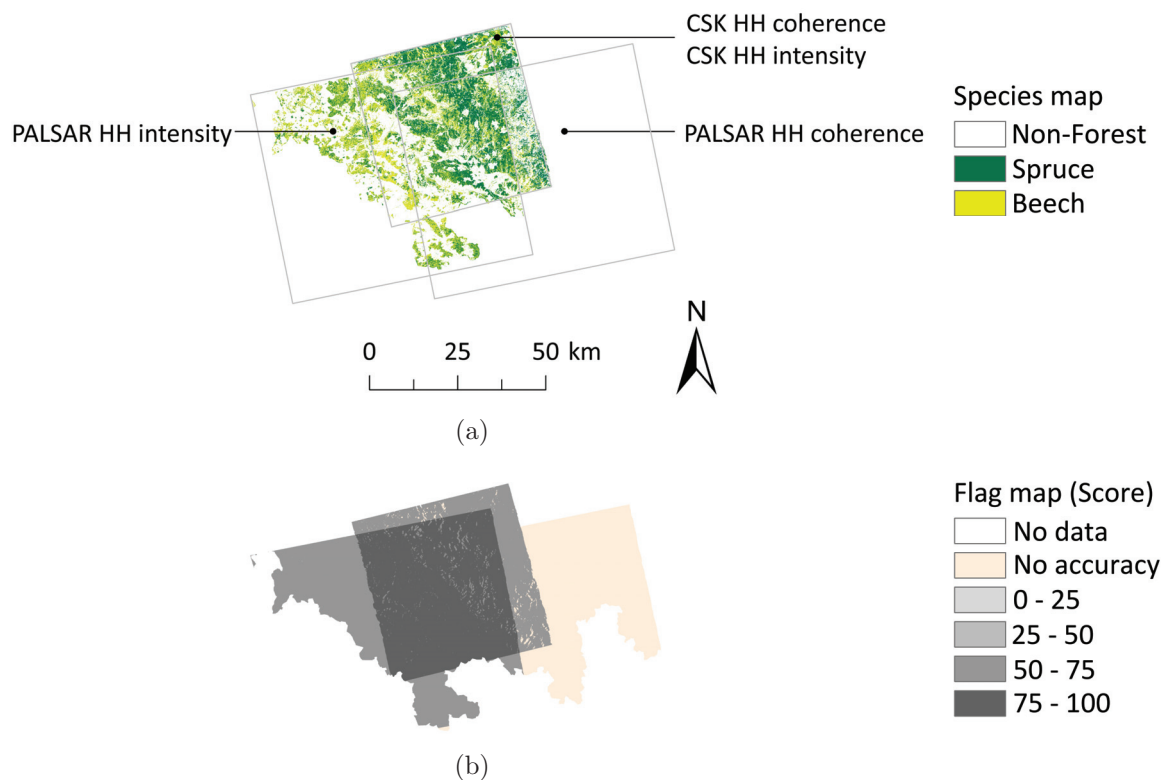 CSK HH coherence
CSK HH intensity
PALSAR HH intensity
PALSAR HH coherence
Species map
Non-Forest
Spruce
Beech
N
0 25 50 km
(a)
Flag map (Score)
No data
No accuracy
0 - 25
25 - 50
50 - 75
75 - 100
(b)